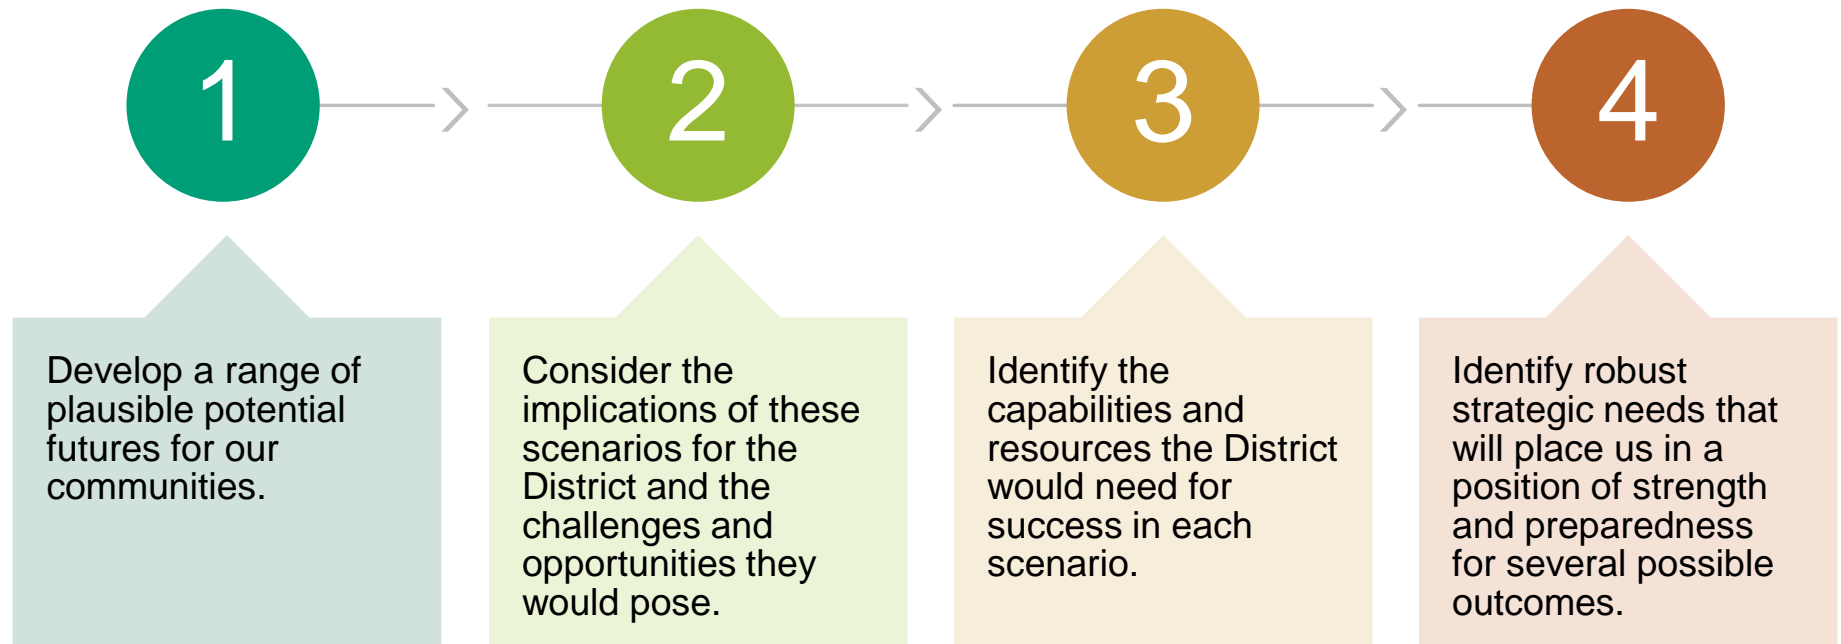 1
2
3
4
Develop a range of
plausible potential
futures for our
communities.
Consider the
implications of these
scenarios for the
District and the
challenges and
opportunities they
would pose.
Identify the
capabilities and
resources the District
would need for
success in each
scenario.
Identify robust
strategic needs that
will place us in a
position of strength
and preparedness
for several possible
outcomes.